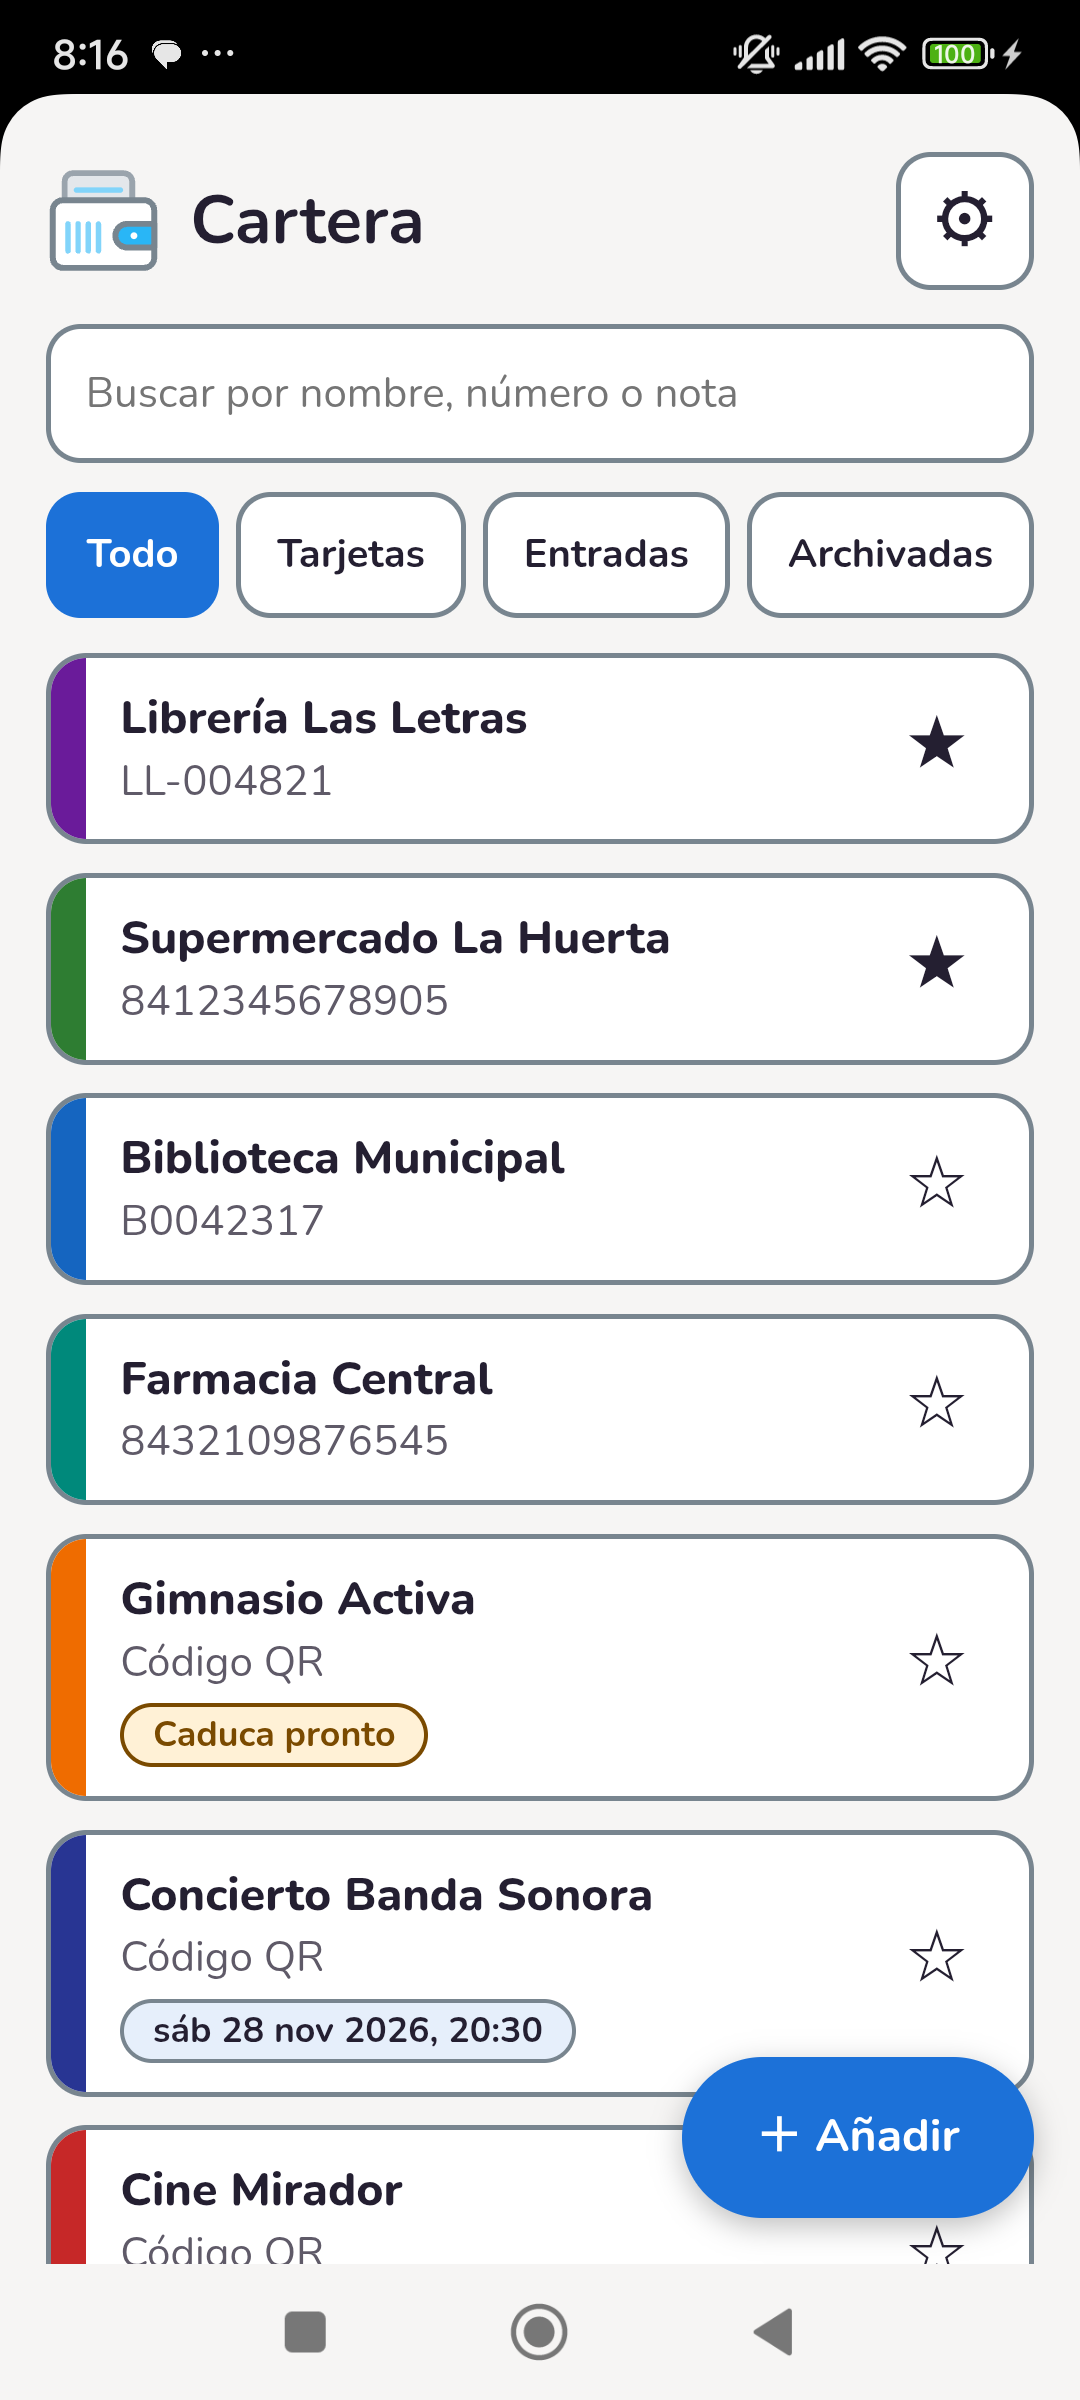 8:16
100
Cartera
Buscar por nombre, número o nota
Todo
Tarjetas
Entradas
Archivadas
Librería Las Letras
LL-004821
Supermercado La Huerta
8412345678905
Biblioteca Municipal
B0042317
Farmacia Central
8432109876545
Gimnasio Activa
Código QR
Caduca pronto
Concierto Banda Sonora
Código QR
sáb 28 nov 2026, 20:30
+ Añadir
Cine Mirador
Código QR